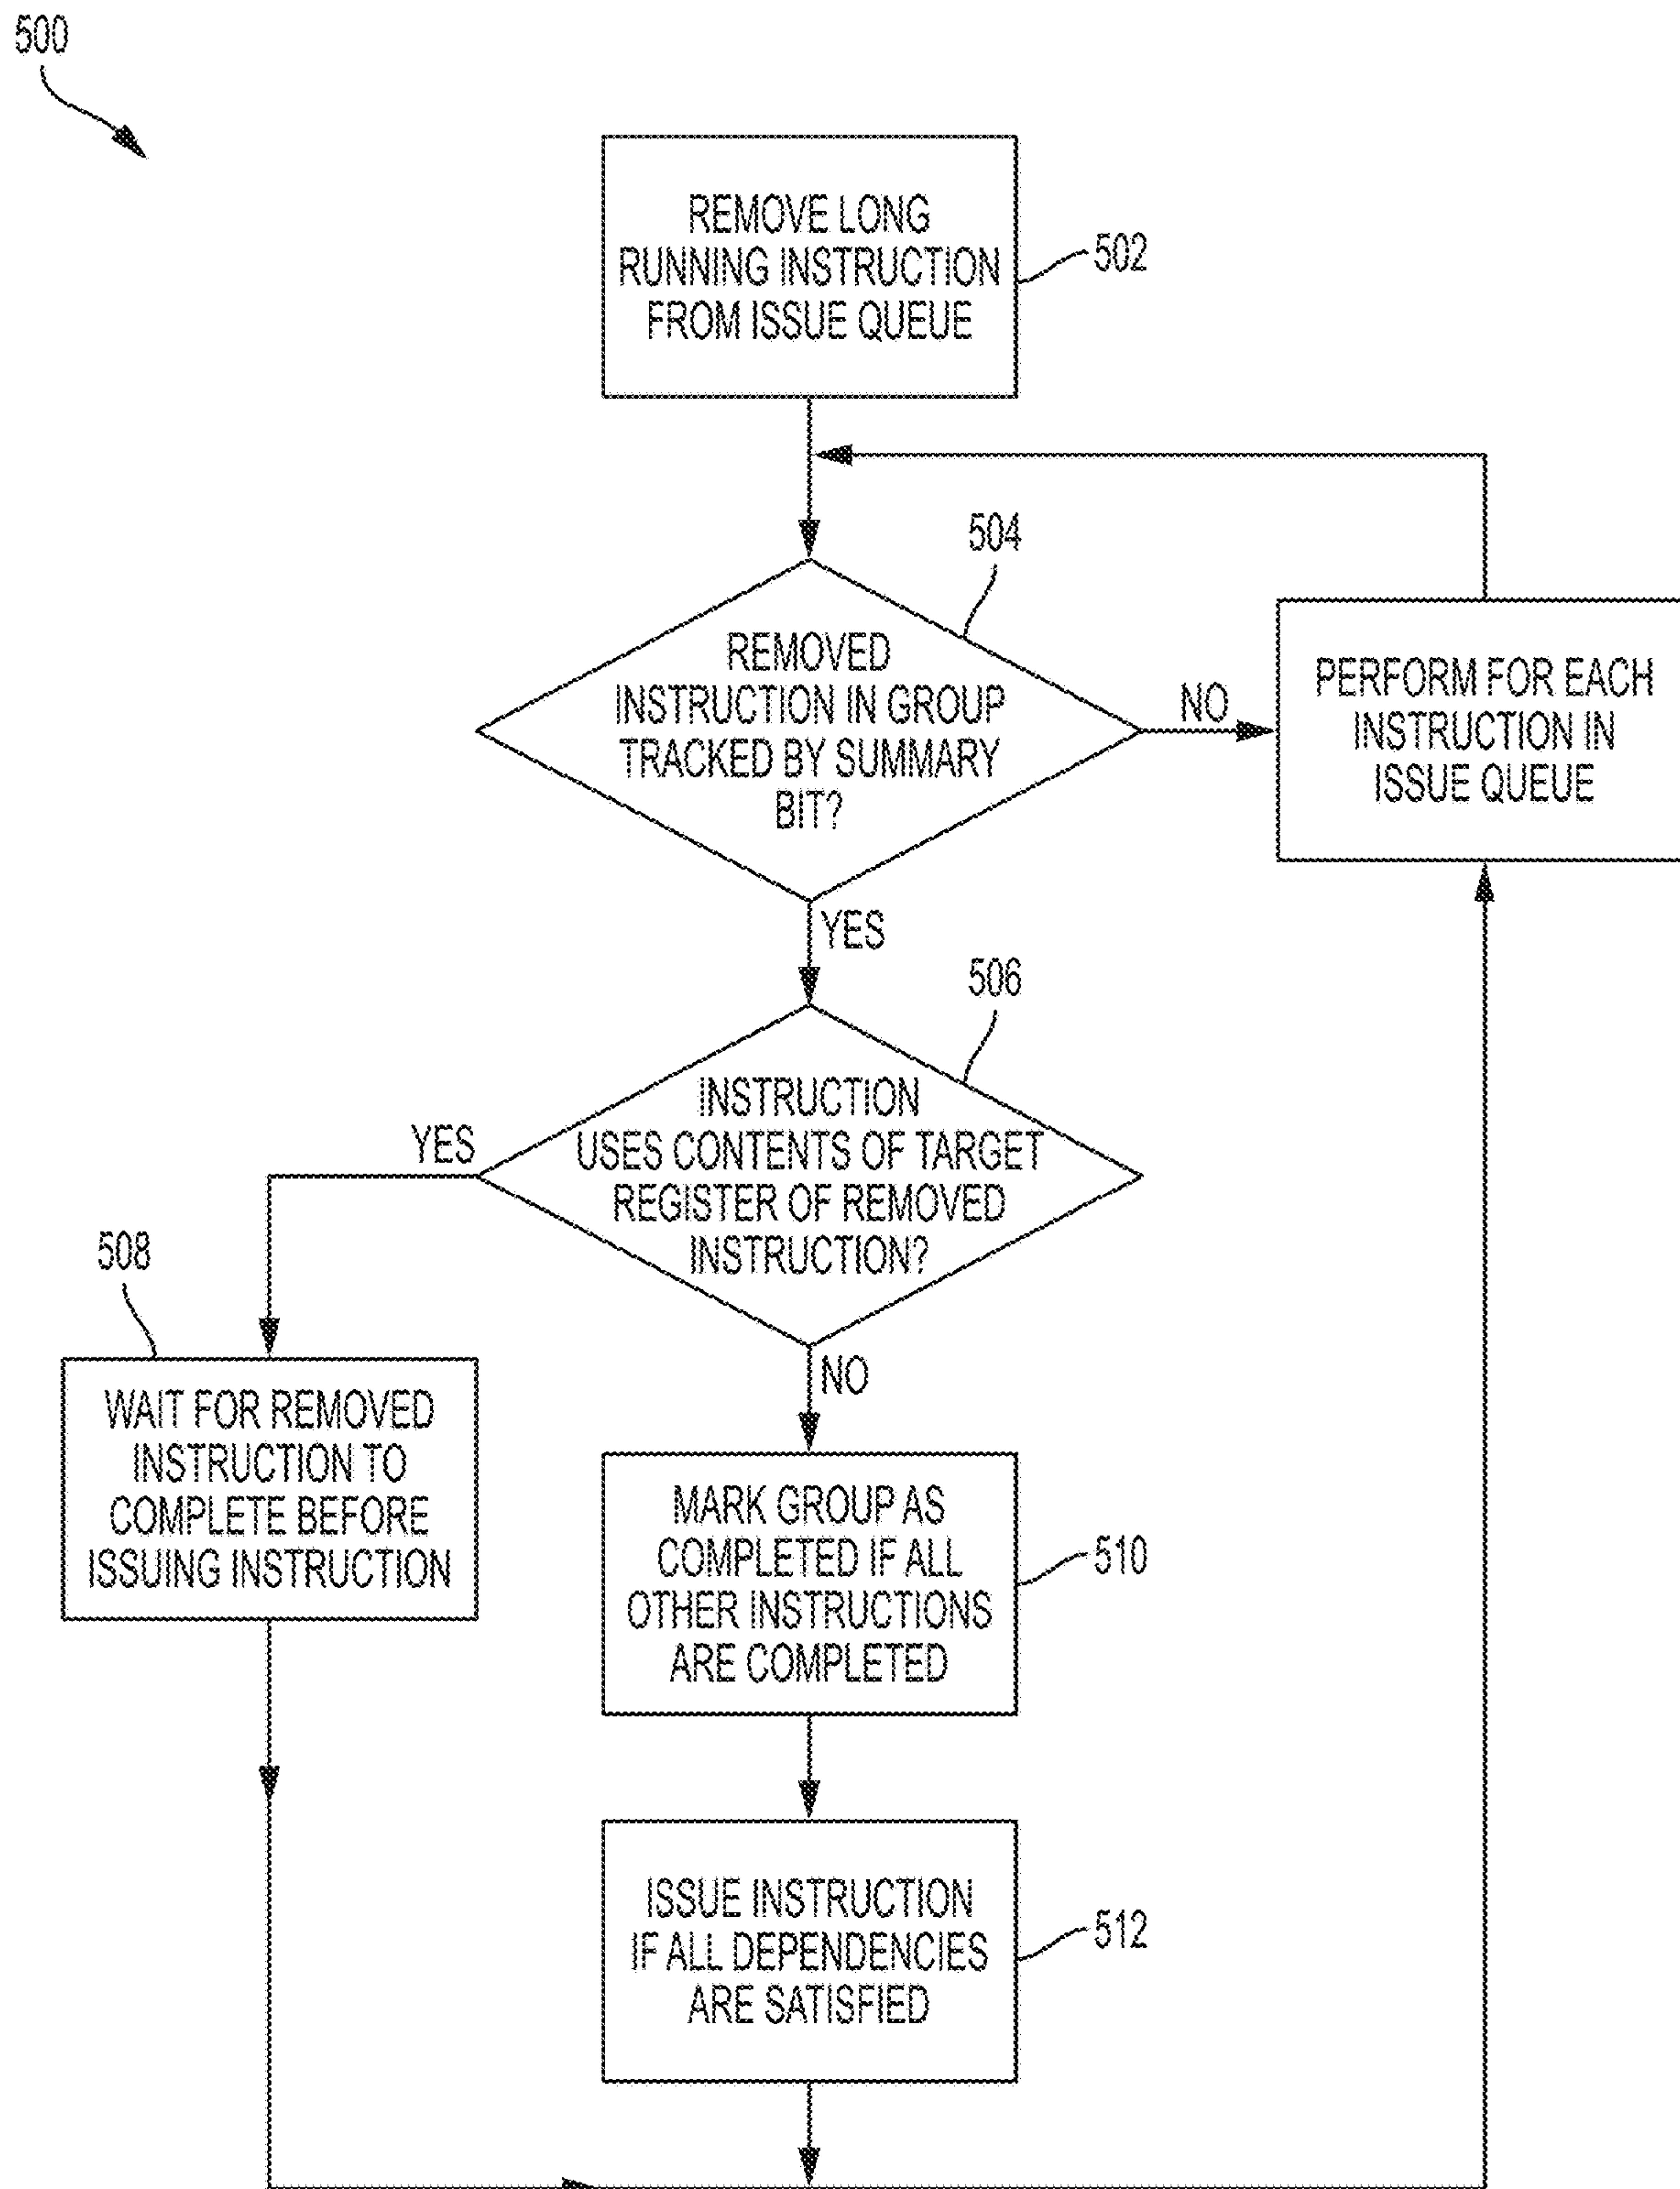 500
REMOVE LONG
RUNNING INSTRUCTION
FROM ISSUE QUEUE
502
504
REMOVED
INSTRUCTION IN GROUP
TRACKED BY SUMMARY
BIT?
NO
PERFORM FOR EACH
INSTRUCTION IN
ISSUE QUEUE
YES
506
INSTRUCTION
USES CONTENTS OF TARGET
REGISTER OF REMOVED
INSTRUCTION?
YES
508
WAIT FOR REMOVED
INSTRUCTION TO
COMPLETE BEFORE
ISSUING INSTRUCTION
NO
MARK GROUP AS
COMPLETED IF ALL
OTHER INSTRUCTIONS
ARE COMPLETED
510
ISSUE INSTRUCTION
IF ALL DEPENDENCIES
ARE SATISFIED
512